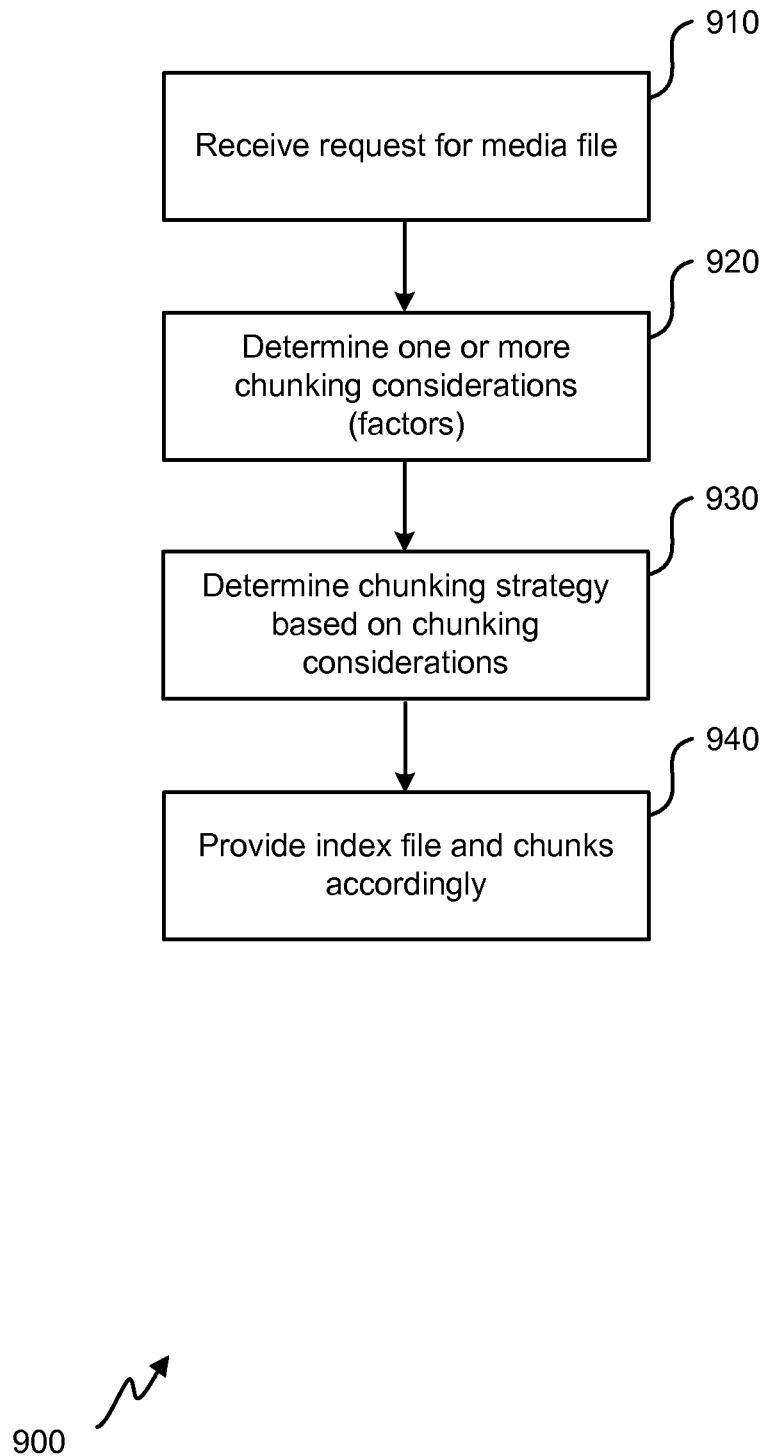 910
Receive request for media file
920
Determine one or more
chunking considerations
(factors)
930
Determine chunking strategy
based on chunking
considerations
940
Provide index file and chunks
accordingly
900